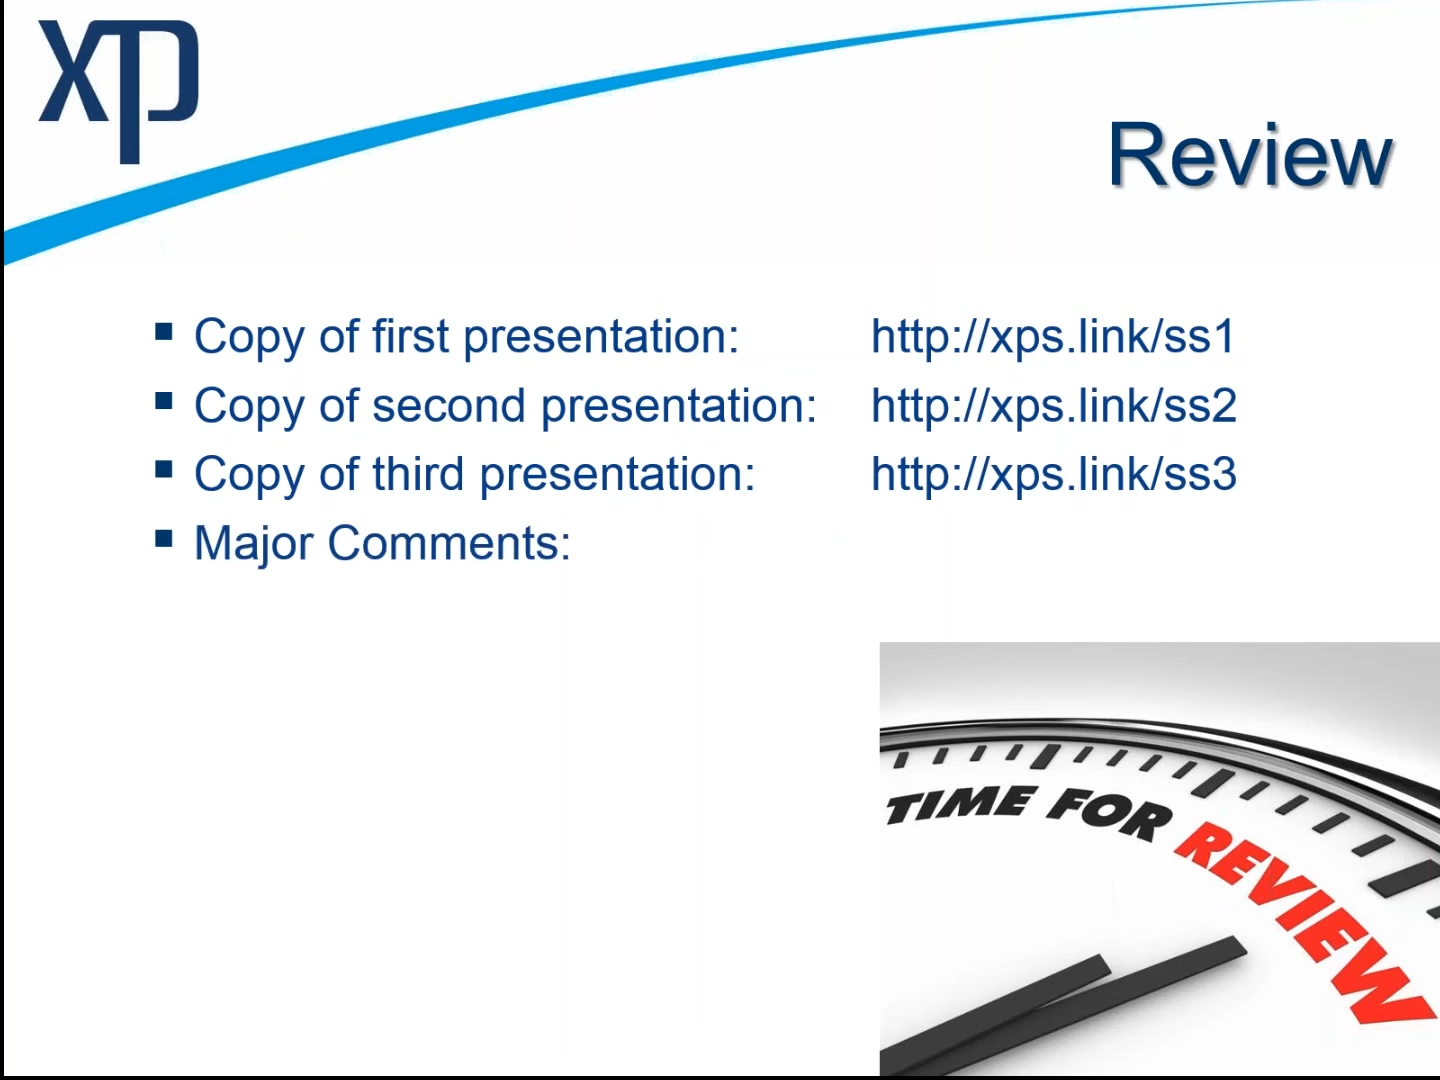 xp
Review
Copy of first presentation: http://xps.link/ss1
Copy of second presentation: http://xps.link/ss2
Copy of third presentation: http://xps.link/ss3
Major Comments:
TIME FOR REVIEW